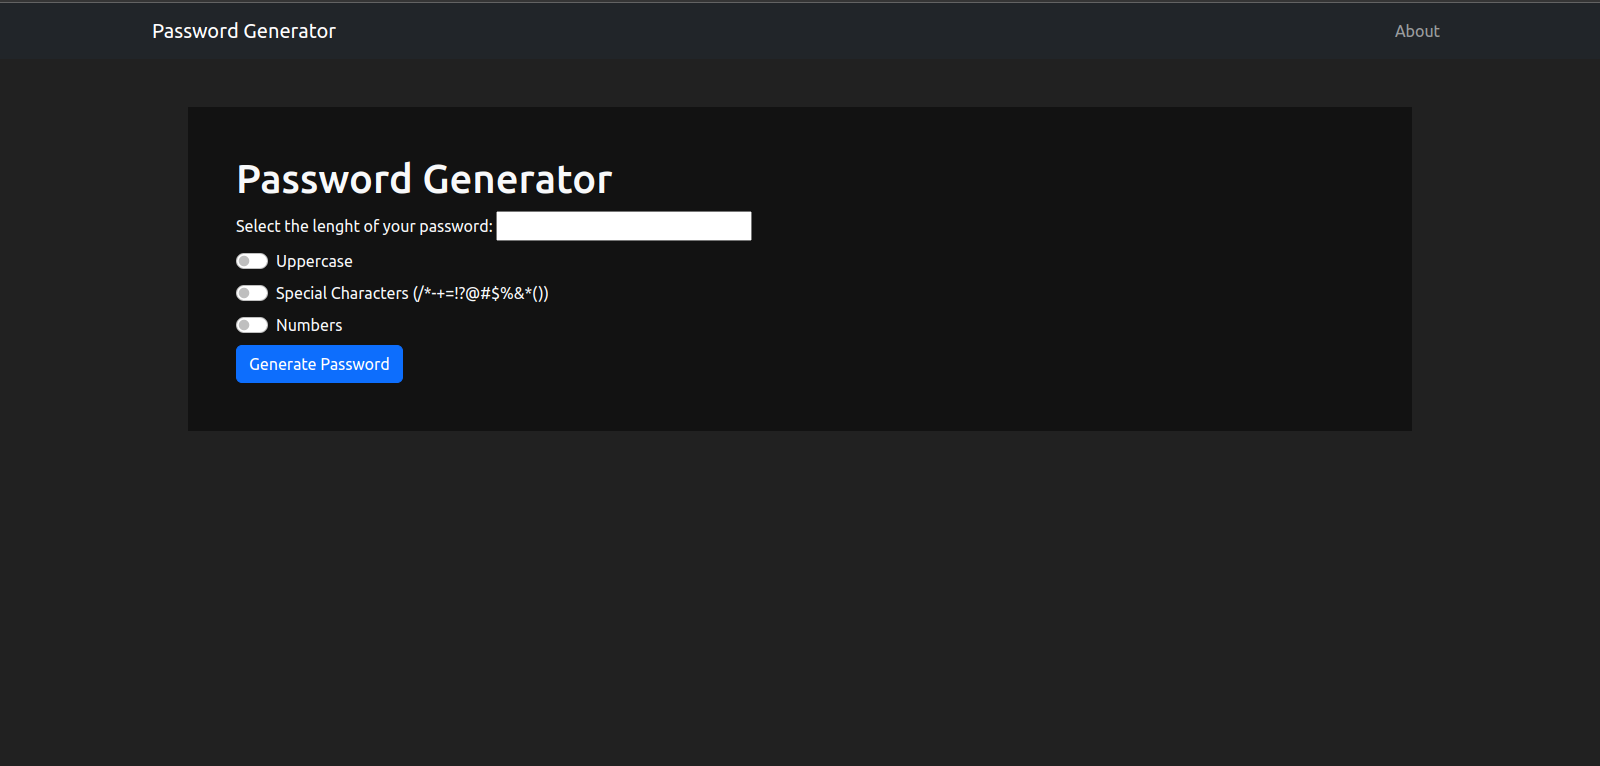 Password Generator
About
Password Generator
Select the lenght of your password:
Uppercase
Special Characters (/*-+=!?@#$%&*())
Numbers
Generate Password